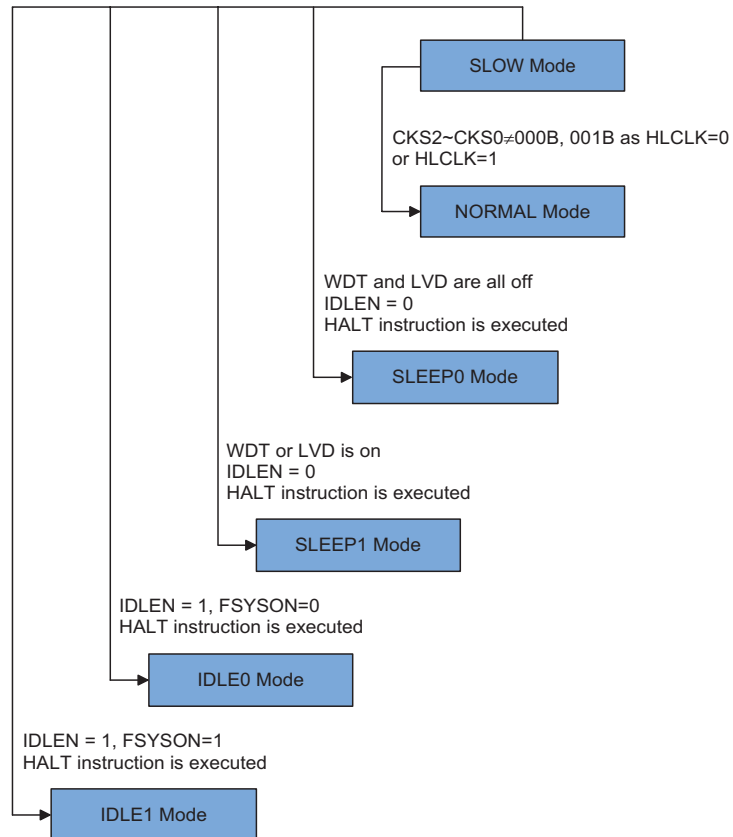 SLOW Mode
CKS2~CKS0≠000B, 001B as HLCLK=0
or HLCLK=1
NORMAL Mode
WDT and LVD are all off
IDLEN = 0
HALT instruction is executed
SLEEP0 Mode
WDT or LVD is on
IDLEN = 0
HALT instruction is executed
SLEEP1 Mode
IDLEN = 1, FSYSON=0
HALT instruction is executed
IDLE0 Mode
IDLEN = 1, FSYSON=1
HALT instruction is executed
IDLE1 Mode